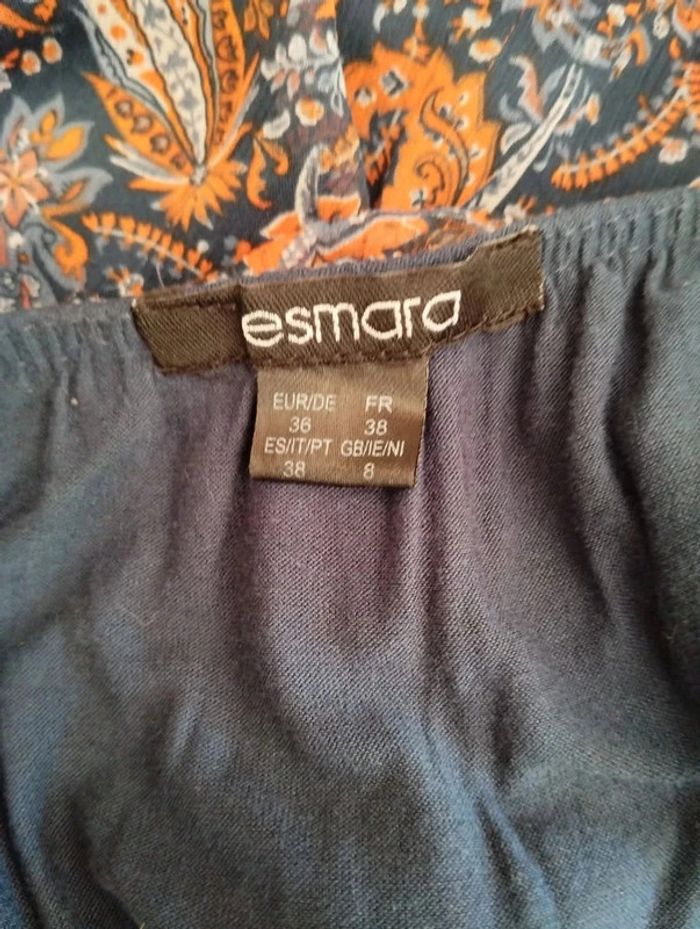 esmara
EUR/DE FR
36 38
ES/IT/PT GB/IE/NI
38 8